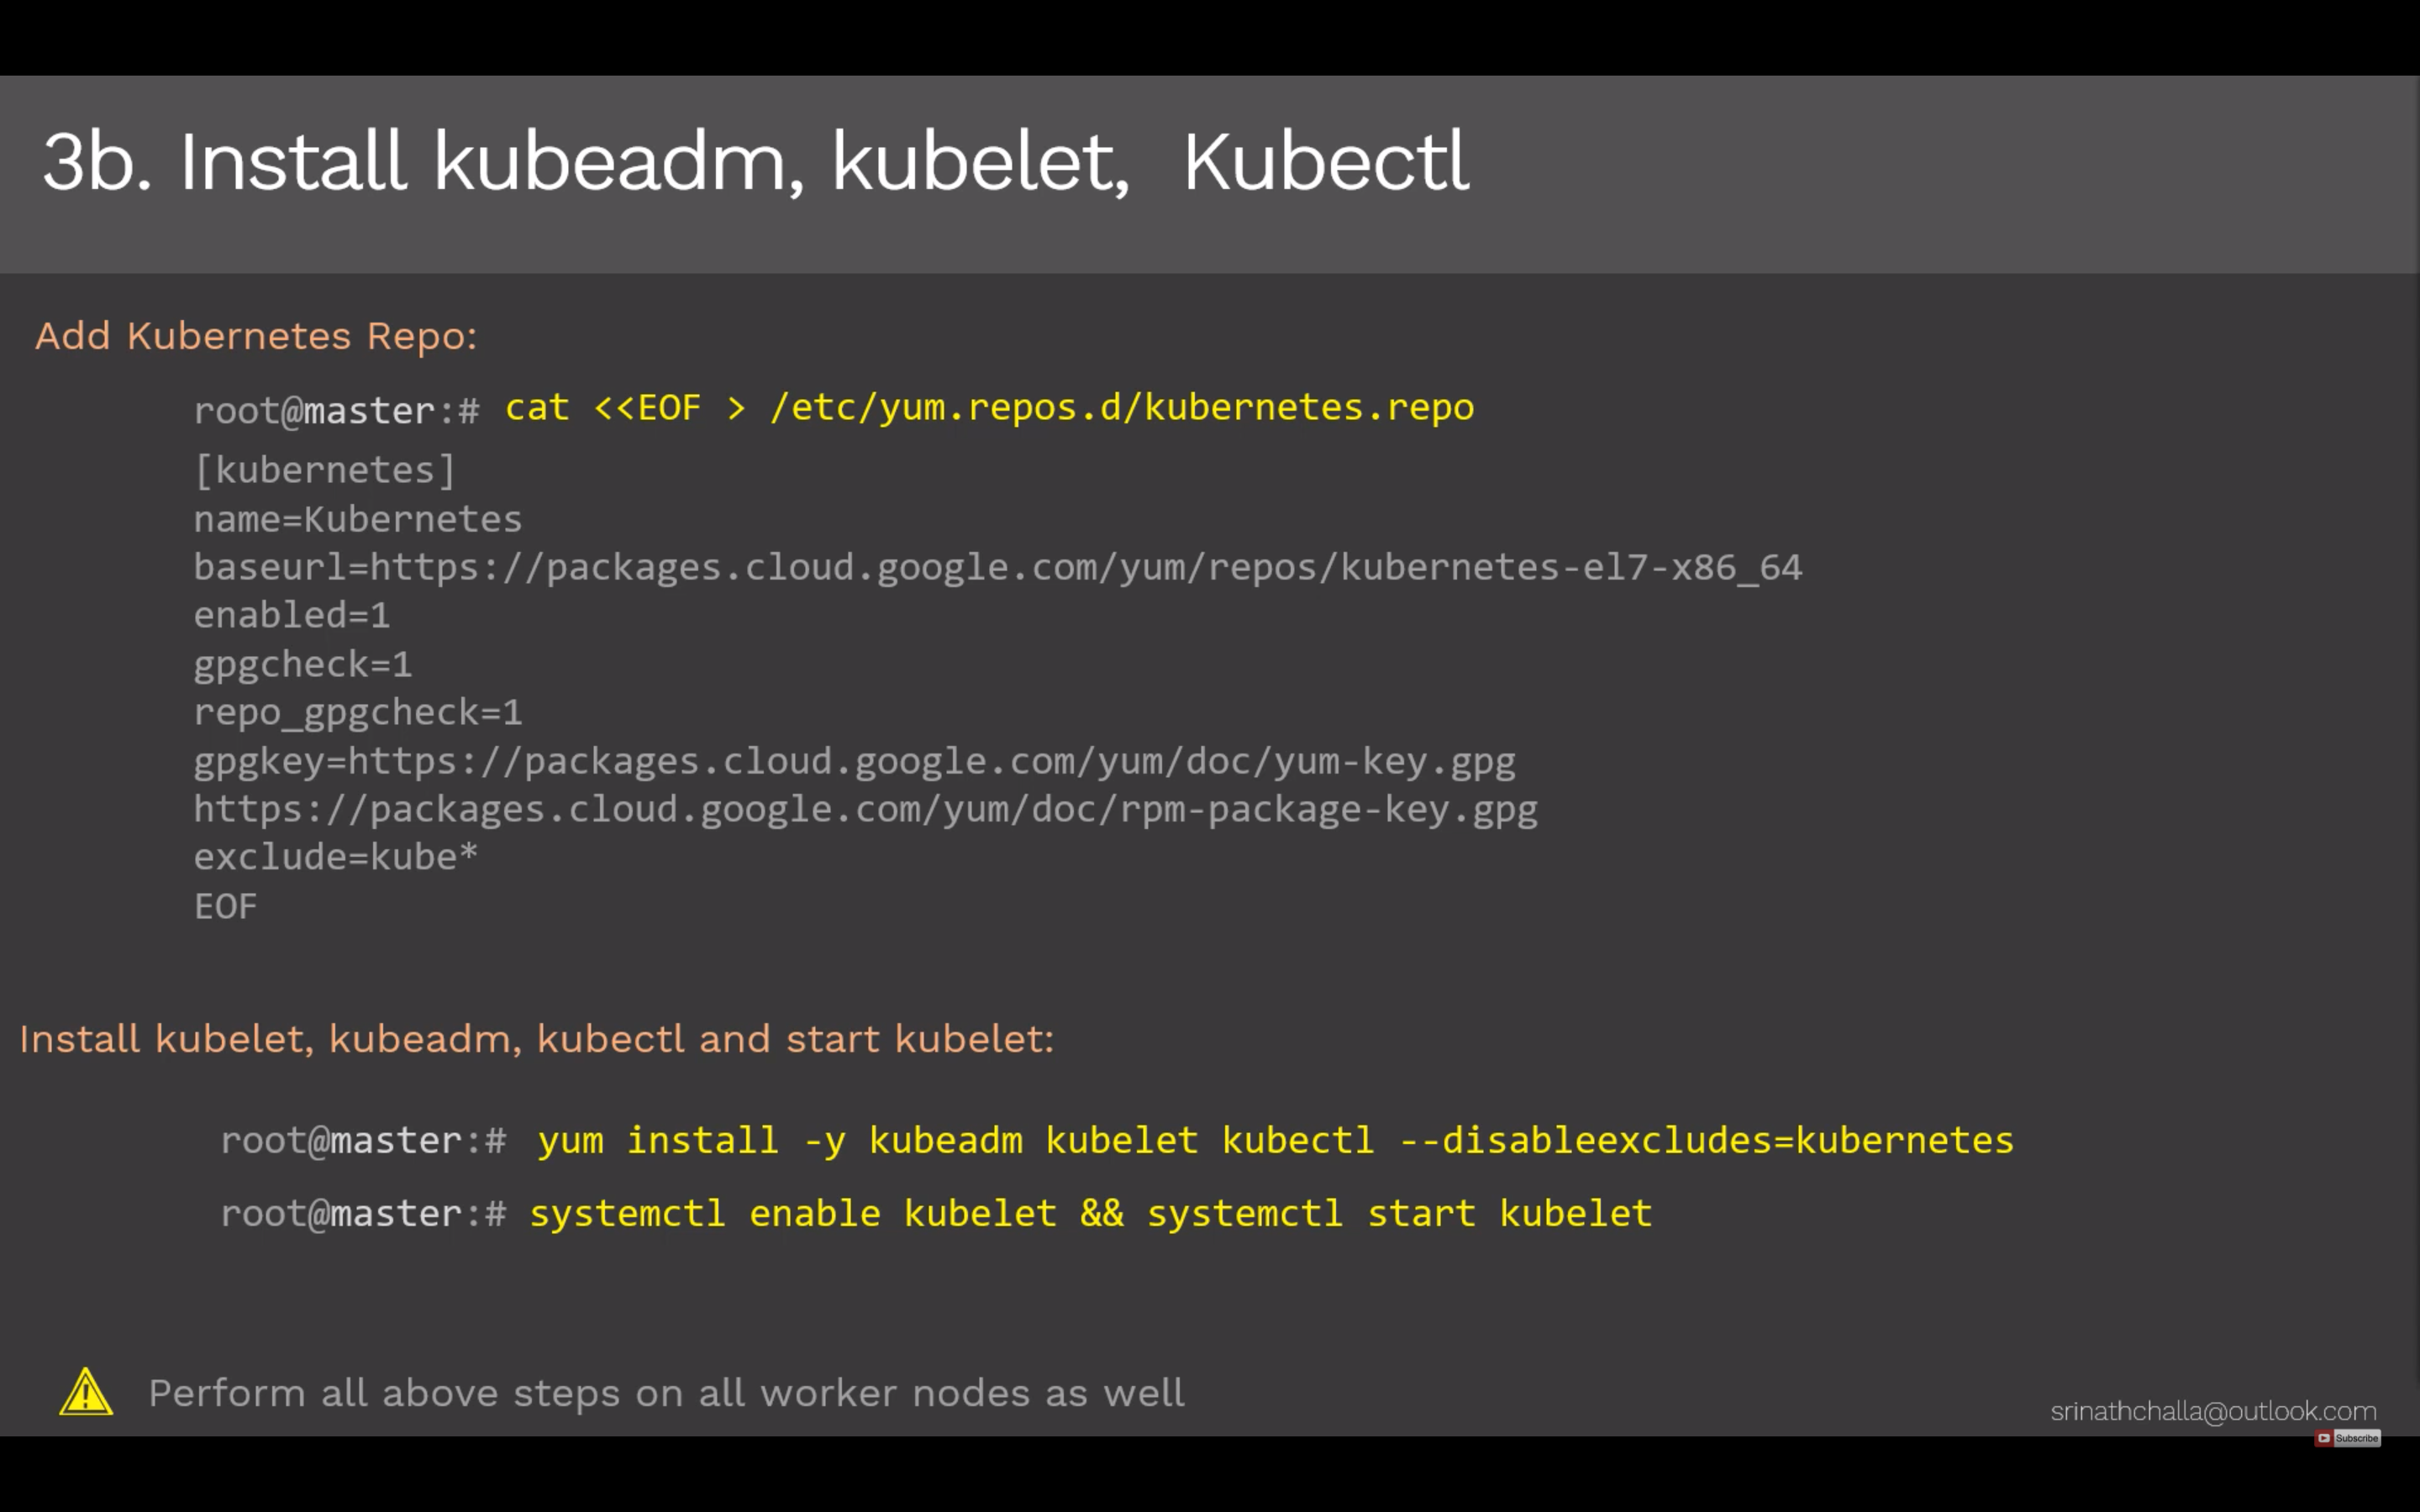 3b. Install kubeadm, kubelet,  Kubectl
Add Kubernetes Repo:
root@master:# cat <<EOF > /etc/yum.repos.d/kubernetes.repo
[kubernetes]
name=Kubernetes
baseurl=https://packages.cloud.google.com/yum/repos/kubernetes-el7-x86_64
enabled=1
gpgcheck=1
repo_gpgcheck=1
gpgkey=https://packages.cloud.google.com/yum/doc/yum-key.gpg
https://packages.cloud.google.com/yum/doc/rpm-package-key.gpg
exclude=kube*
EOF
Install kubelet, kubeadm, kubectl and start kubelet:
root@master:# yum install -y kubeadm kubelet kubectl --disableexcludes=kubernetes
root@master:# systemctl enable kubelet && systemctl start kubelet
Perform all above steps on all worker nodes as well
srinathchalla@outlook.com
Subscribe